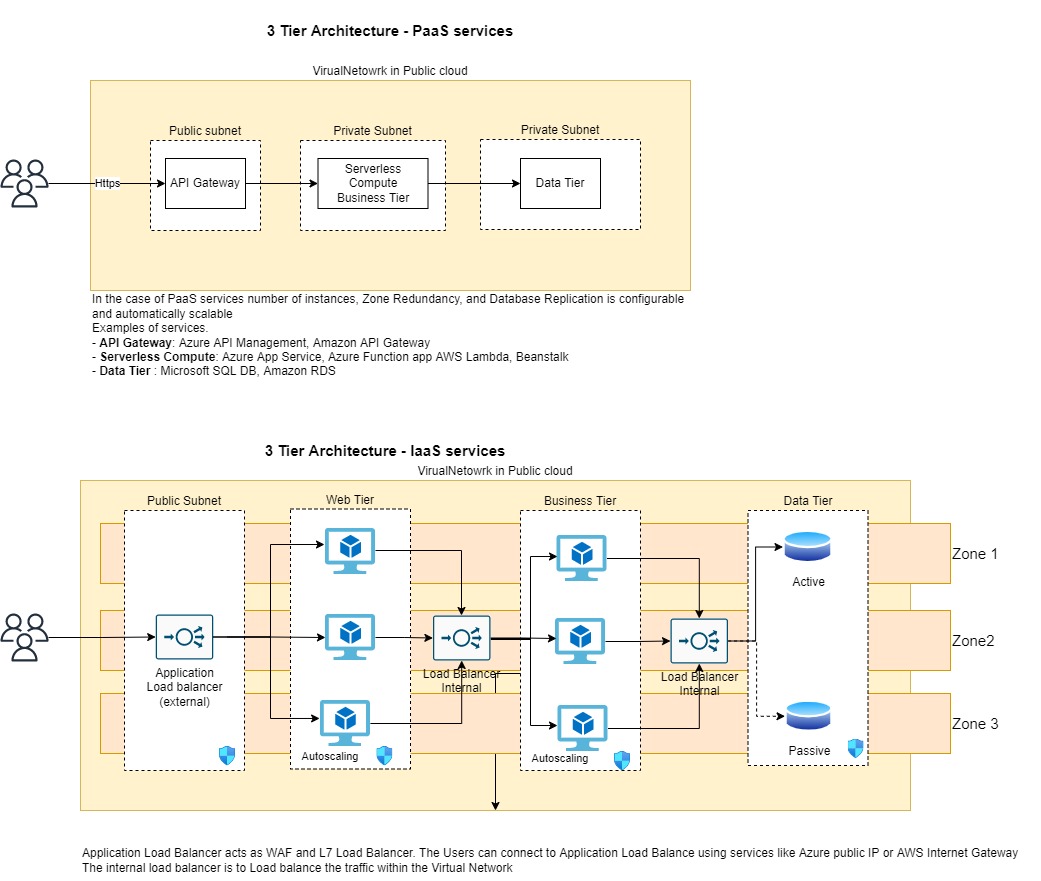 3 Tier Architecture - PaaS services
VirualNetowrk in Public cloud
Public subnet
Private Subnet
Private Subnet
Https
API Gateway
Serverless
Compute
Business Tier
Data Tier
In the case of PaaS services number of instances, Zone Redundancy, and Database Replication is configurable
and automatically scalable
Examples of services.
- API Gateway: Azure API Management, Amazon API Gateway
- Serverless Compute: Azure App Service, Azure Function app AWS Lambda, Beanstalk
- Data Tier : Microsoft SQL DB, Amazon RDS
3 Tier Architecture - IaaS services
VirualNetowrk in Public cloud
Public Subnet
Web Tier
Business Tier
Data Tier
Zone 1
Active
Zone2
Application
Load balancer
(external)
Load Balancer
Internal
Load Balancer
Internal
Zone 3
Passive
Autoscaling
Autoscaling
Application Load Balancer acts as WAF and L7 Load Balancer. The Users can connect to Application Load Balance using services like Azure public IP or AWS Internet Gateway
The internal load balancer is to Load balance the traffic within the Virtual Network